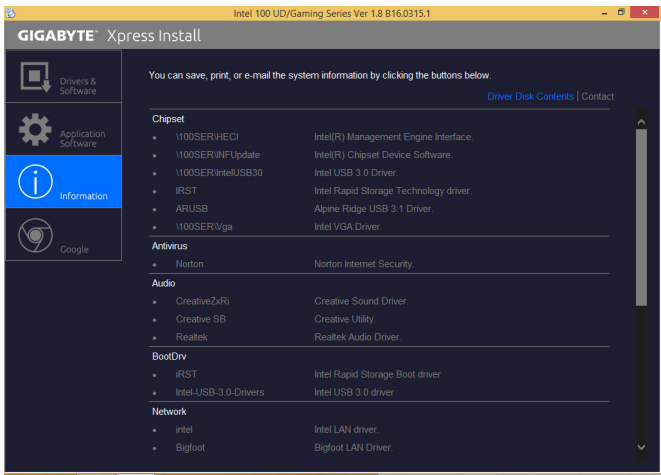 Intel 100 UD/Gaming Series Ver 1.8 B16.0315.1
GIGABYTE™ Xpress Install
Drivers &
Software
Application
Software
Information
Google
You can save, print, or e-mail the system information by clicking the buttons below.
Driver Disk Contents | Contact
Chipset
• \100SER\HECI Intel(R) Management Engine Interface.
• \100SER\INFUpdate Intel(R) Chipset Device Software.
• \100SER\IntelUSB30 Intel USB 3.0 Driver.
• IRST Intel Rapid Storage Technology driver.
• ARUSB Alpine Ridge USB 3.1 Driver.
• \100SER\Vga Intel VGA Driver.
Antivirus
• Norton Norton Internet Security.
Audio
• CreativeZxRi Creative Sound Driver.
• Creative SB Creative Utility.
• Realtek Realtek Audio Driver.
BootDrv
• iRST Intel Rapid Storage Boot driver
• Intel-USB-3.0-Drivers Intel USB 3.0 driver
Network
• intel Intel LAN driver.
• Bigfoot Bigfoot LAN Driver.